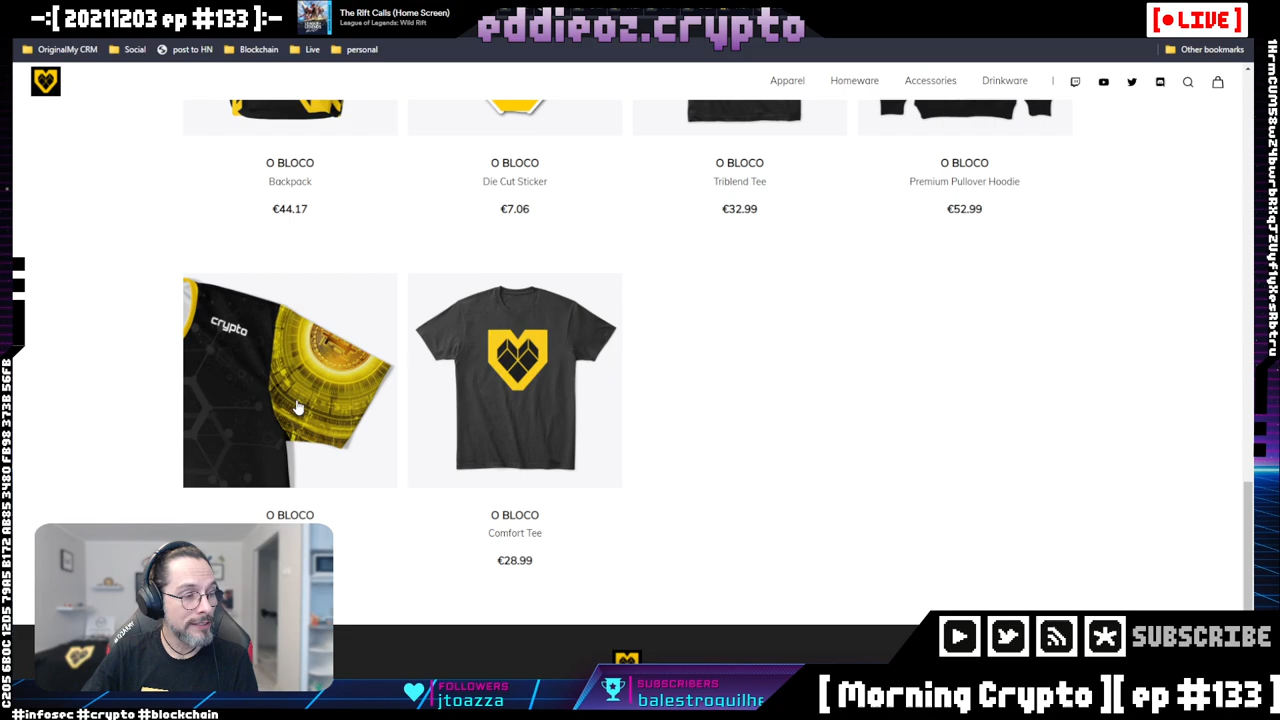 -:[ 20211203 ep #133 ]:-
The Rift Calls (Home Screen)
League of Legends: Wild Rift
eddieoz.crypto
[ ● LIVE ]
OriginalMy CRM
Social
post to HN
Blockchain
Live
personal
Other bookmarks
Apparel
Homeware
Accessories
Drinkware
O BLOCO
Backpack
€44.17
O BLOCO
Die Cut Sticker
€7.06
O BLOCO
Triblend Tee
€32.99
O BLOCO
Premium Pullover Hoodie
€52.99
crypto
O BLOCO
O BLOCO
Comfort Tee
€28.99
SUBSCRIBE
FOLLOWERS
jtoazza
SUBSCRIBERS
balestroguilhe
[ Morning Crypto ][ ep #133 ]
#infosec #crypto #blockchain